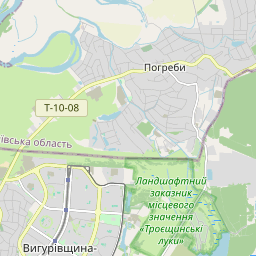 Погреби
Т-10-08
івська область
Ландшафтний
заказник
місцевого
значення
«Троєщинські
луки»
Вигурівщина-